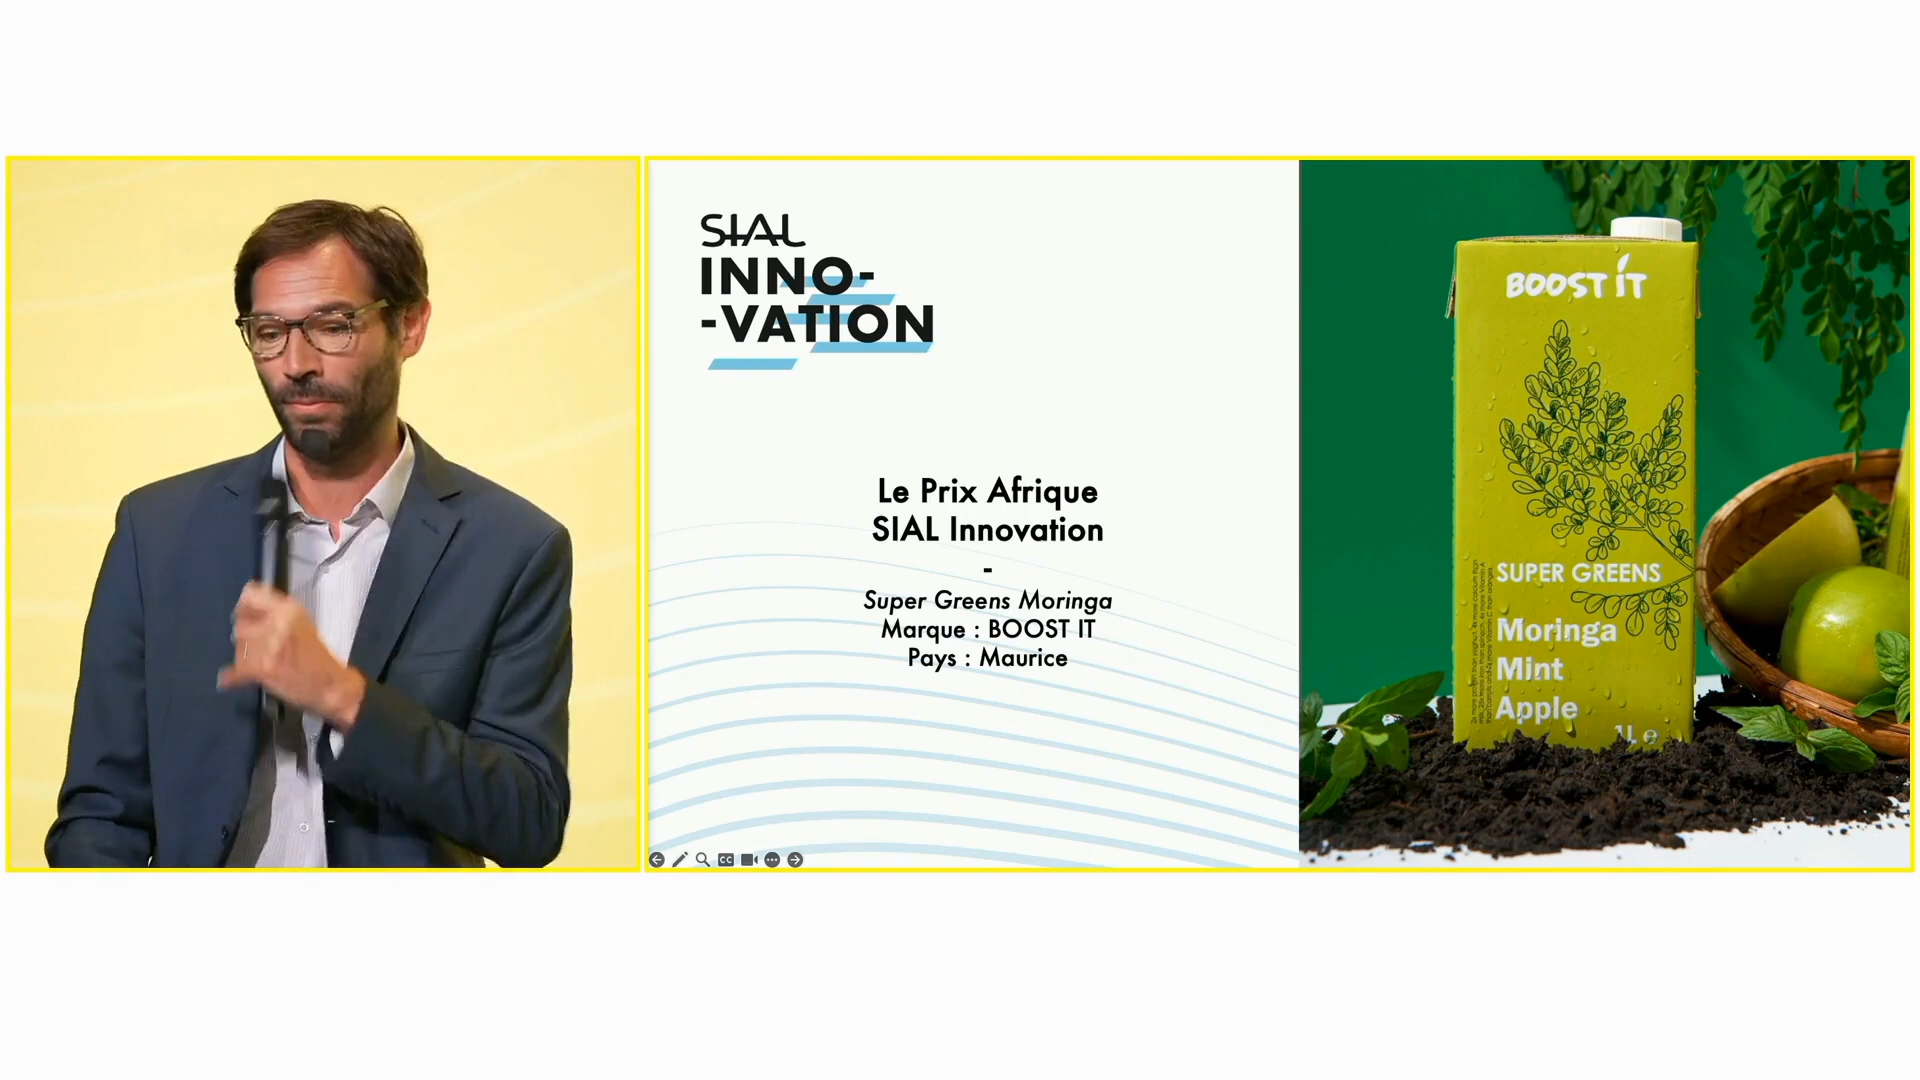 SIAL
INNO-
-VATION
Le Prix Afrique
SIAL Innovation
-
Super Greens Moringa
Marque : BOOST IT
Pays : Maurice
CC
BOOST iT
SUPER GREENS
Moringa
Mint
Apple
1L e